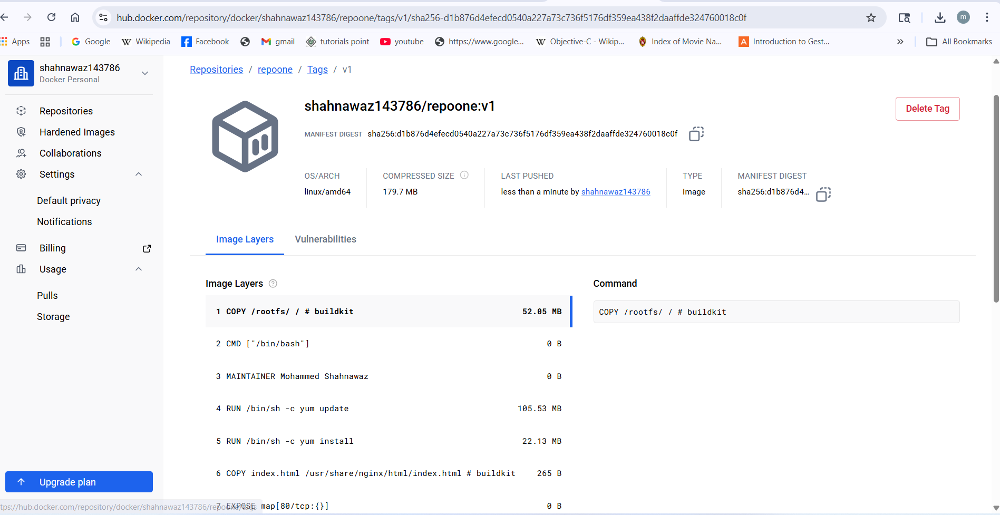 hub.docker.com/repository/docker/shahnawaz143786/repoone/tags/v1/sha256-d1b876d4efecd0540a227a73c736f5176df359ea438f2daaffde324760018c0f
m
Apps Google Wikipedia Facebook gmail tutorials point youtube https://www.google... Objective-C - Wikip... Index of Movie Na... Introduction to Gest... » All Bookmarks
shahnawaz143786
Docker Personal
Repositories
Hardened Images
Collaborations
Settings
Default privacy
Notifications
Billing
Usage
Pulls
Storage
Upgrade plan
Repositories / repoone / Tags / v1
shahnawaz143786/repoone:v1
Delete Tag
MANIFEST DIGEST sha256:d1b876d4efecd0540a227a73c736f5176df359ea438f2daaffde324760018c0f
OS/ARCH
linux/amd64
COMPRESSED SIZE
179.7 MB
LAST PUSHED
less than a minute by shahnawaz143786
TYPE
Image
MANIFEST DIGEST
sha256:d1b876d4...
Image Layers Vulnerabilities
Image Layers
1 COPY /rootfs/ / # buildkit 52.05 MB
2 CMD ["/bin/bash"] 0 B
3 MAINTAINER Mohammed Shahnawaz 0 B
4 RUN /bin/sh -c yum update 105.53 MB
5 RUN /bin/sh -c yum install 22.13 MB
6 COPY index.html /usr/share/nginx/html/index.html # buildkit 265 B
7 EXPOSE map[80/tcp:{}] 0 B
Command
COPY /rootfs/ / # buildkit
tps://hub.docker.com/repository/docker/shahnawaz143786/repoone/tags